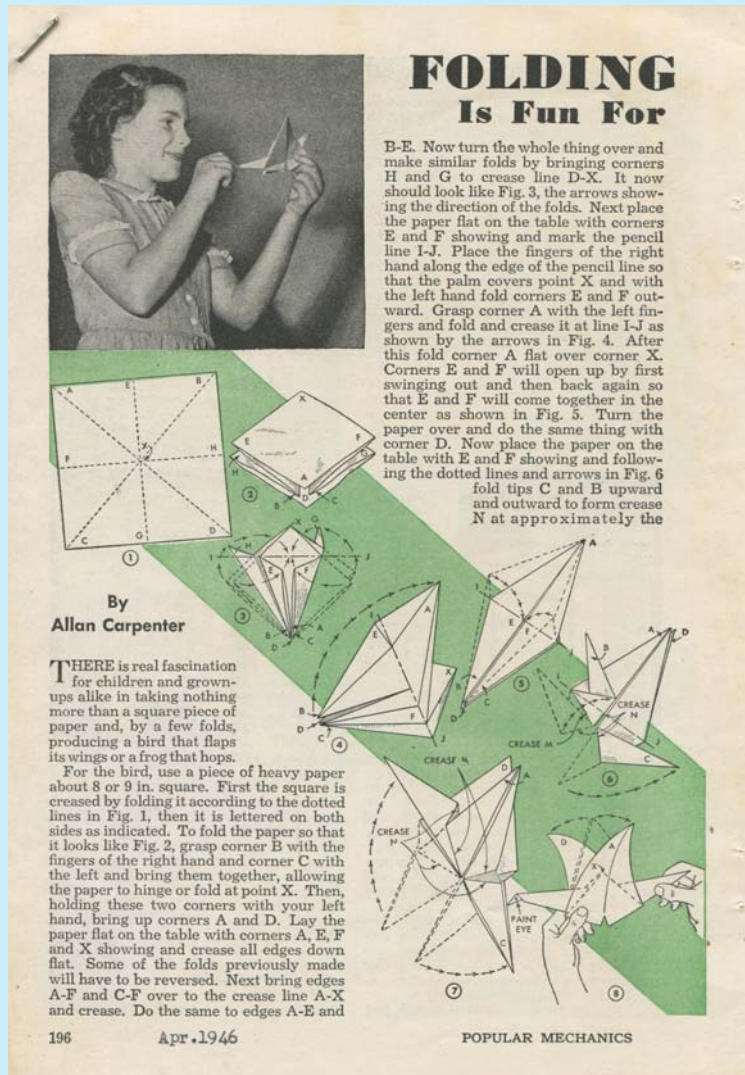 FOLDING
Is Fun For
B-E. Now turn the whole thing over and
make similar folds by bringing corners
H and G to crease line D-X. It now
should look like Fig. 3, the arrows show-
ing the direction of the folds. Next place
the paper flat on the table with corners
E and F showing and mark the pencil
line I-J. Place the fingers of the right
hand along the edge of the pencil line so
that the palm covers point X and with
the left hand fold corners E and F out-
ward. Grasp corner A with the left fin-
gers and fold and crease it at line I-J as
shown by the arrows in Fig. 4. After
this fold corner A flat over corner X.
Corners E and F will open up by first
swinging out and then back again so
that E and F will come together in the
center as shown in Fig. 5. Turn the
paper over and do the same thing with
corner D. Now place the paper on the
table with E and F showing and follow-
ing the dotted lines and arrows in Fig. 6
fold tips C and B upward
and outward to form crease
N at approximately the
A E B
F X H
C G D
1
X
E F
H G
A
D
B C
2
X G
H
I J
E F
B A
D C
3
A
I
E
X
B
D
C
F
J
4
A
I
E
F
J
B
C
D
5
A D
B
I
CREASE
N
CREASE M
J
C
6
CREASE N
D
A
CREASE
N
C
7
D A
X
PAINT
EYE
B
8
By
Allan Carpenter
THERE is real fascination
for children and grown-
ups alike in taking nothing
more than a square piece of
paper and, by a few folds,
producing a bird that flaps
its wings or a frog that hops.
For the bird, use a piece of heavy paper
about 8 or 9 in. square. First the square is
creased by folding it according to the dotted
lines in Fig. 1, then it is lettered on both
sides as indicated. To fold the paper so that
it looks like Fig. 2, grasp corner B with the
fingers of the right hand and corner C with
the left and bring them together, allowing
the paper to hinge or fold at point X. Then,
holding these two corners with your left
hand, bring up corners A and D. Lay the
paper flat on the table with corners A, E, F
and X showing and crease all edges down
flat. Some of the folds previously made
will have to be reversed. Next bring edges
A-F and C-F over to the crease line A-X
and crease. Do the same to edges A-E and
196
Apr.1946
POPULAR MECHANICS